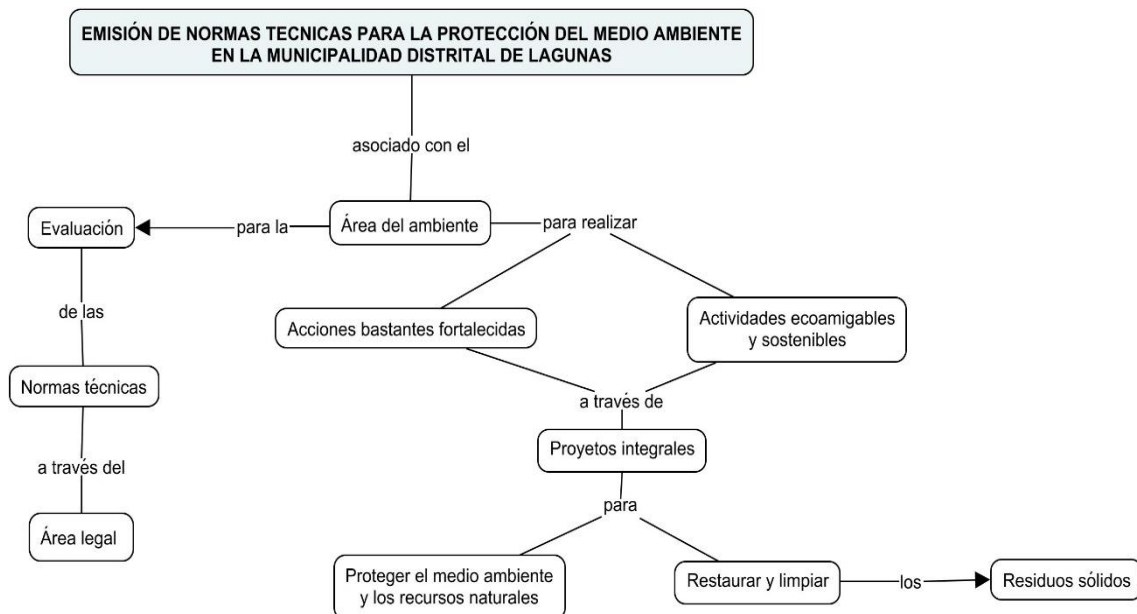 EMISIÓN DE NORMAS TECNICAS PARA LA PROTECCIÓN DEL MEDIO AMBIENTE
EN LA MUNICIPALIDAD DISTRITAL DE LAGUNAS
asociado con el
Evaluación
para la
Área del ambiente
para realizar
de las
Acciones bastantes fortalecidas
Actividades ecoamigables
y sostenibles
Normas técnicas
a través de
Proyetos integrales
a través del
para
Área legal
Proteger el medio ambiente
y los recursos naturales
Restaurar y limpiar
los
Residuos sólidos